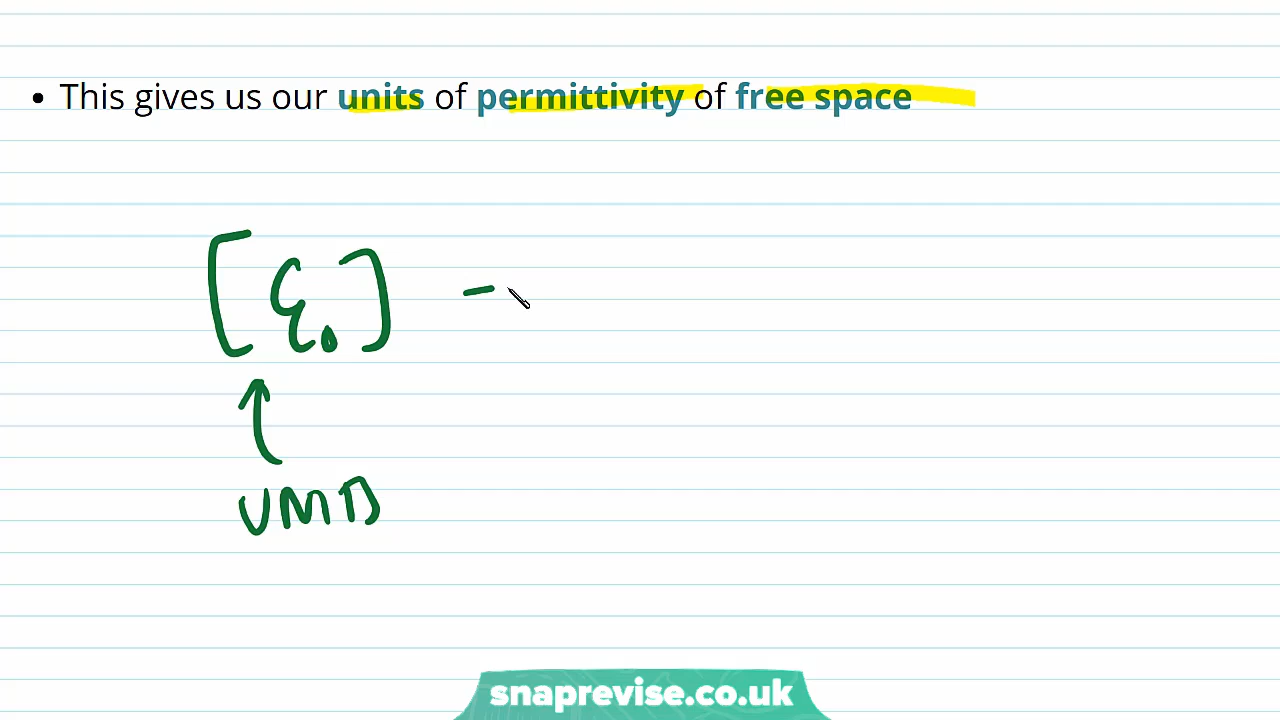 • This gives us our units of permittivity of free space
[ε₀] -
UNITS
snaprevise.co.uk